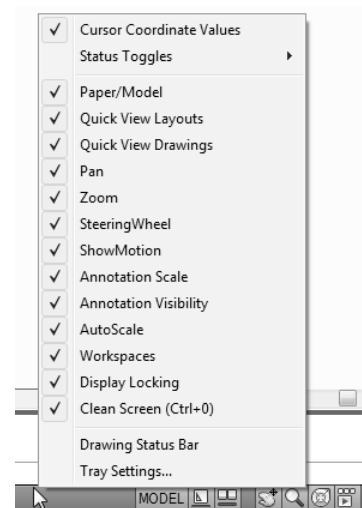 Cursor Coordinate Values
Status Toggles
Paper/Model
Quick View Layouts
Quick View Drawings
Pan
Zoom
SteeringWheel
ShowMotion
Annotation Scale
Annotation Visibility
AutoScale
Workspaces
Display Locking
Clean Screen (Ctrl+0)
Drawing Status Bar
Tray Settings...
MODEL